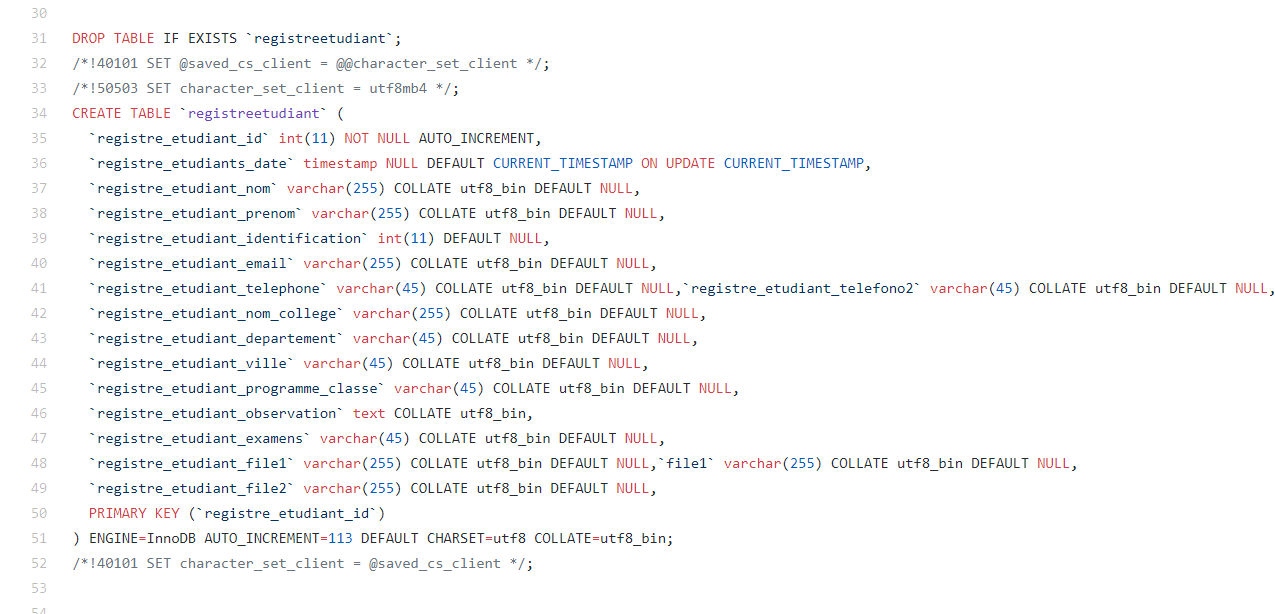 30
31 DROP TABLE IF EXISTS `registreetudiant`;
32 /*!40101 SET @saved_cs_client = @@character_set_client */;
33 /*!50503 SET character_set_client = utf8mb4 */;
34 CREATE TABLE `registreetudiant` (
35 `registre_etudiant_id` int(11) NOT NULL AUTO_INCREMENT,
36 `registre_etudiants_date` timestamp NULL DEFAULT CURRENT_TIMESTAMP ON UPDATE CURRENT_TIMESTAMP,
37 `registre_etudiant_nom` varchar(255) COLLATE utf8_bin DEFAULT NULL,
38 `registre_etudiant_prenom` varchar(255) COLLATE utf8_bin DEFAULT NULL,
39 `registre_etudiant_identification` int(11) DEFAULT NULL,
40 `registre_etudiant_email` varchar(255) COLLATE utf8_bin DEFAULT NULL,
41 `registre_etudiant_telephone` varchar(45) COLLATE utf8_bin DEFAULT NULL,`registre_etudiant_telefono2` varchar(45) COLLATE utf8_bin DEFAULT NULL,
42 `registre_etudiant_nom_college` varchar(255) COLLATE utf8_bin DEFAULT NULL,
43 `registre_etudiant_departement` varchar(45) COLLATE utf8_bin DEFAULT NULL,
44 `registre_etudiant_ville` varchar(45) COLLATE utf8_bin DEFAULT NULL,
45 `registre_etudiant_programme_classe` varchar(45) COLLATE utf8_bin DEFAULT NULL,
46 `registre_etudiant_observation` text COLLATE utf8_bin,
47 `registre_etudiant_examens` varchar(45) COLLATE utf8_bin DEFAULT NULL,
48 `registre_etudiant_file1` varchar(255) COLLATE utf8_bin DEFAULT NULL,`file1` varchar(255) COLLATE utf8_bin DEFAULT NULL,
49 `registre_etudiant_file2` varchar(255) COLLATE utf8_bin DEFAULT NULL,
50 PRIMARY KEY (`registre_etudiant_id`)
51 ) ENGINE=InnoDB AUTO_INCREMENT=113 DEFAULT CHARSET=utf8 COLLATE=utf8_bin;
52 /*!40101 SET character_set_client = @saved_cs_client */;
53
54